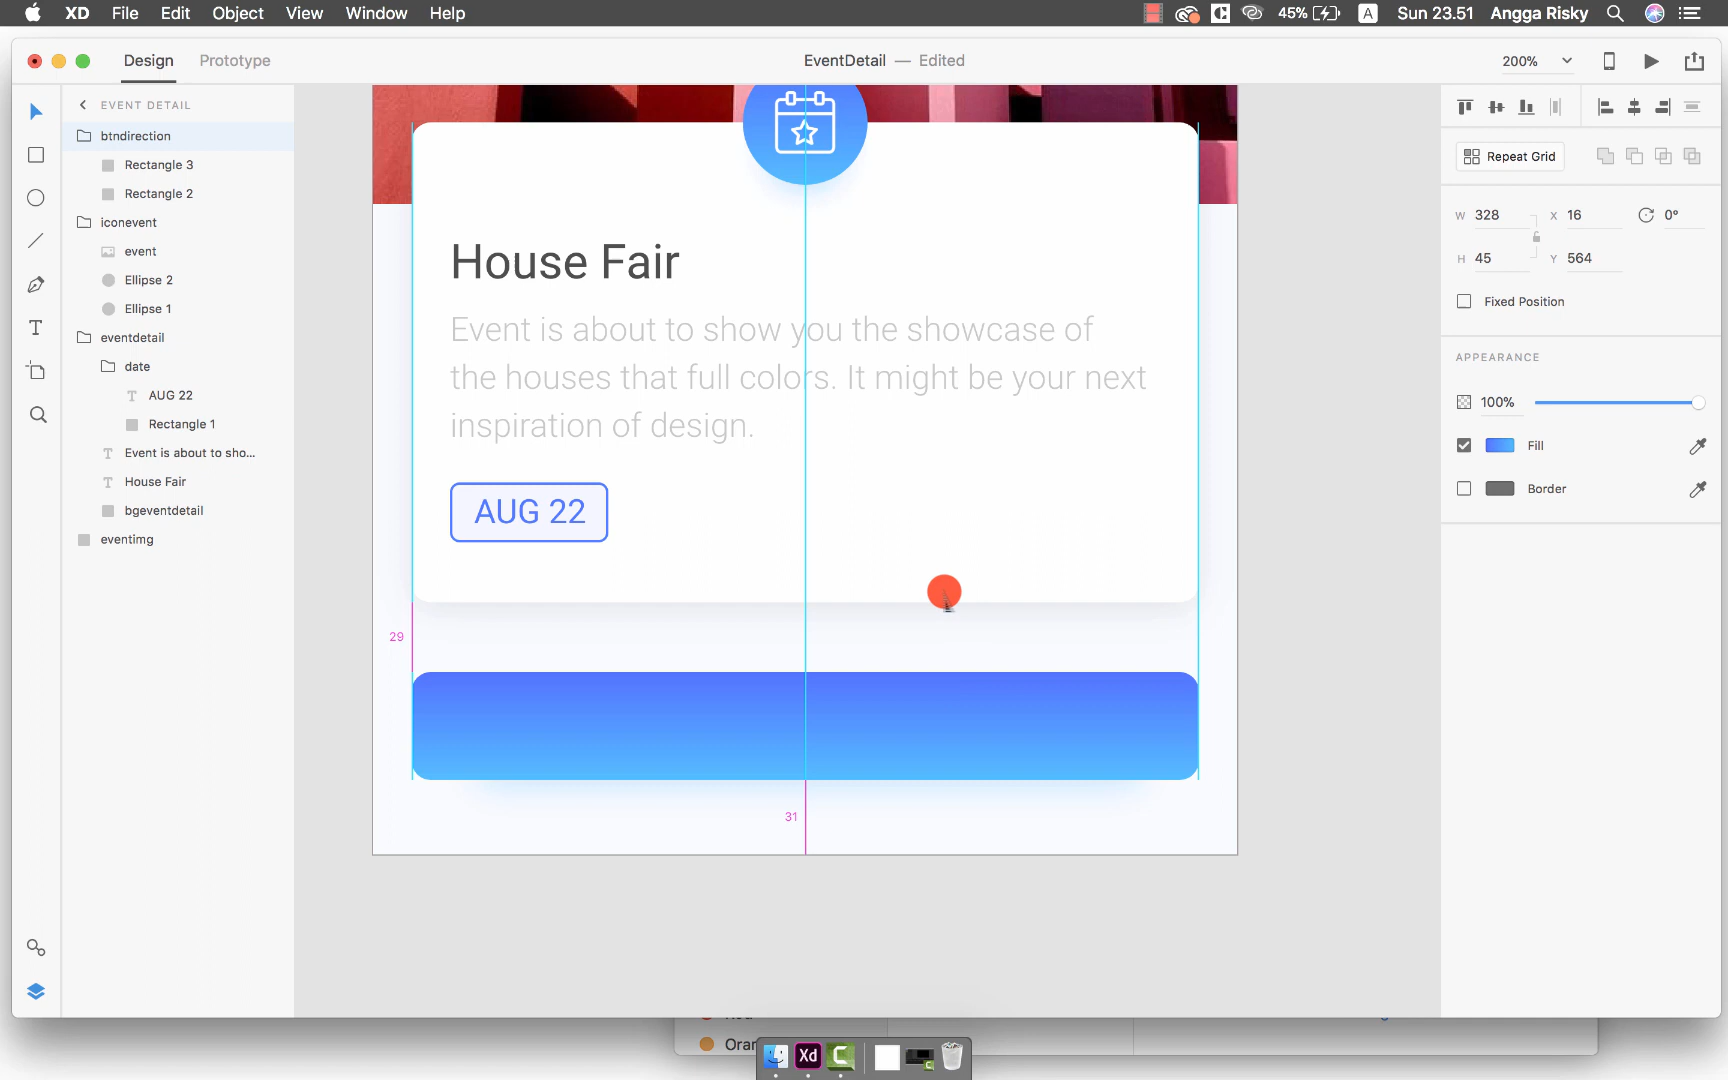 XD File Edit Object View Window Help 45% A Sun 23.51 Angga Risky
Design Prototype EventDetail — Edited 200%
EVENT DETAIL
btndirection
Rectangle 3
Rectangle 2
iconevent
event
Ellipse 2
Ellipse 1
eventdetail
date
AUG 22
Rectangle 1
Event is about to sho...
House Fair
bgeventdetail
eventimg
House Fair
Event is about to show you the showcase of
the houses that full colors. It might be your next
inspiration of design.
AUG 22
29
31
Repeat Grid
W 328 X 16 0°
H 45 Y 564
Fixed Position
APPEARANCE
100%
Fill
Border
Xd